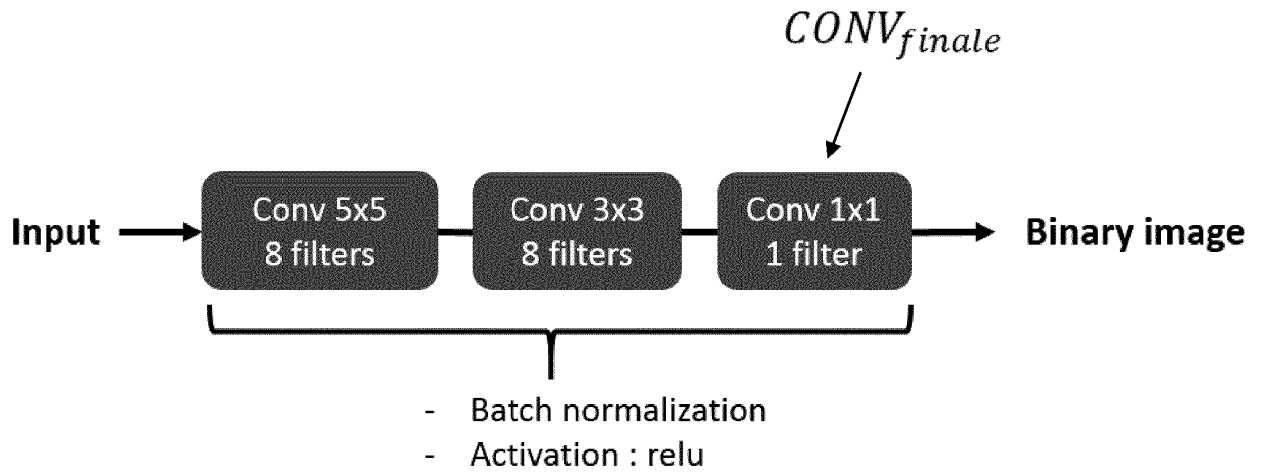 CONV_finale
Input
Conv 5x5
8 filters
Conv 3x3
8 filters
Conv 1x1
1 filter
Binary image
- Batch normalization
- Activation : relu